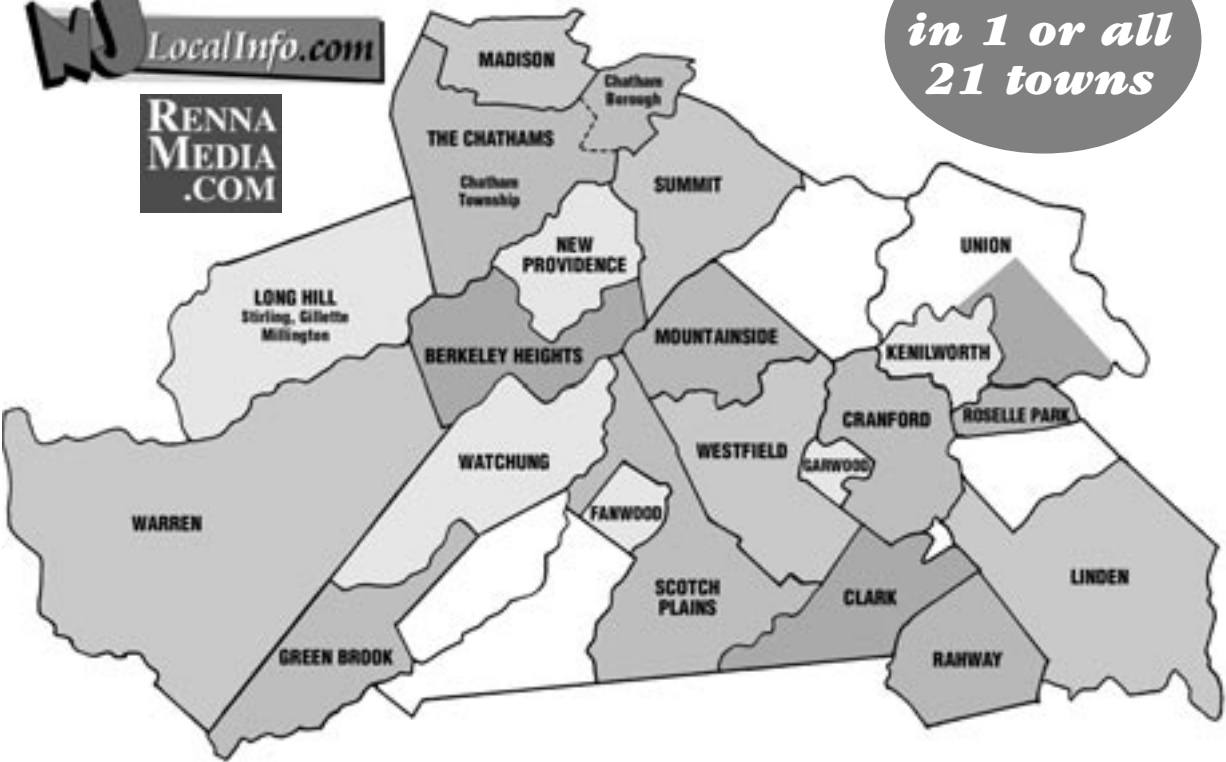 NJ LocalInfo.com
RENNA
MEDIA
.COM
in 1 or all
21 towns
MADISON
Chatham
Borough
THE CHATHAMS
Chatham
Township
SUMMIT
NEW
PROVIDENCE
UNION
LONG HILL
Stirling, Gillette
Millington
BERKELEY HEIGHTS
MOUNTAINSIDE
KENILWORTH
CRANFORD
ROSELLE PARK
WATCHUNG
WESTFIELD
GARWOOD
WARREN
FANWOOD
SCOTCH
PLAINS
CLARK
LINDEN
GREEN BROOK
RAHWAY